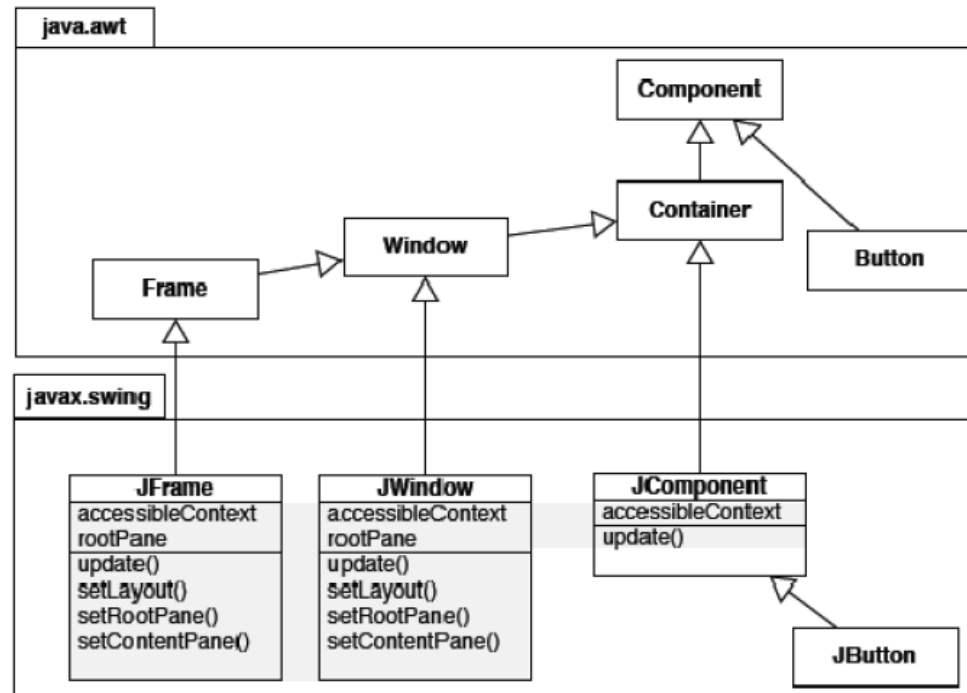 java.awt
Component
Container
Window
Button
Frame
javax.swing
JFrame
accessibleContext
rootPane
update()
setLayout()
setRootPane()
setContentPane()
JWindow
accessibleContext
rootPane
update()
setLayout()
setRootPane()
setContentPane()
JComponent
accessibleContext
update()
JButton